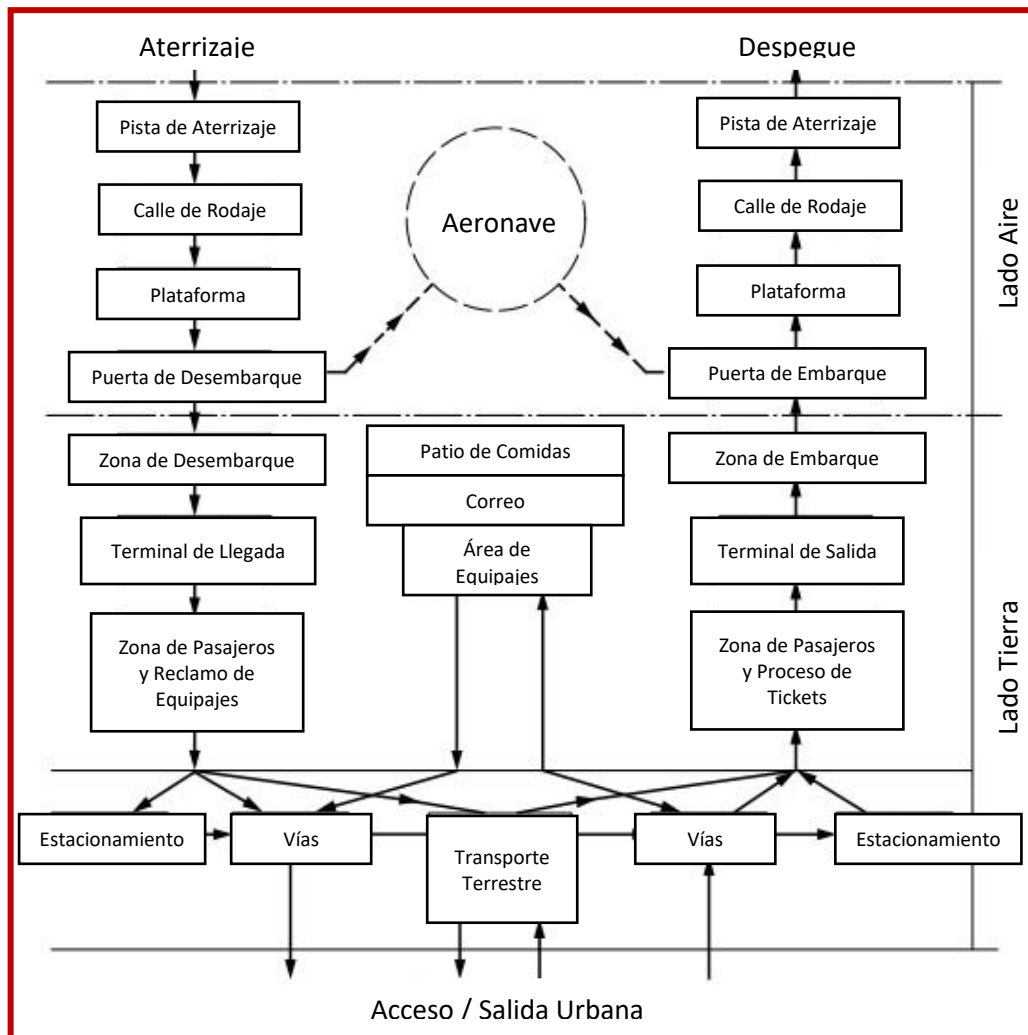 Aterrizaje
Despegue
Pista de Aterrizaje
Pista de Aterrizaje
Calle de Rodaje
Aeronave
Calle de Rodaje
Plataforma
Plataforma
Puerta de Desembarque
Puerta de Embarque
Lado Aire
Zona de Desembarque
Patio de Comidas
Zona de Embarque
Correo
Terminal de Llegada
Área de
Equipajes
Terminal de Salida
Zona de Pasajeros
y Reclamo de
Equipajes
Zona de Pasajeros
y Proceso de
Tickets
Lado Tierra
Estacionamiento
Vías
Transporte
Terrestre
Vías
Estacionamiento
Acceso / Salida Urbana